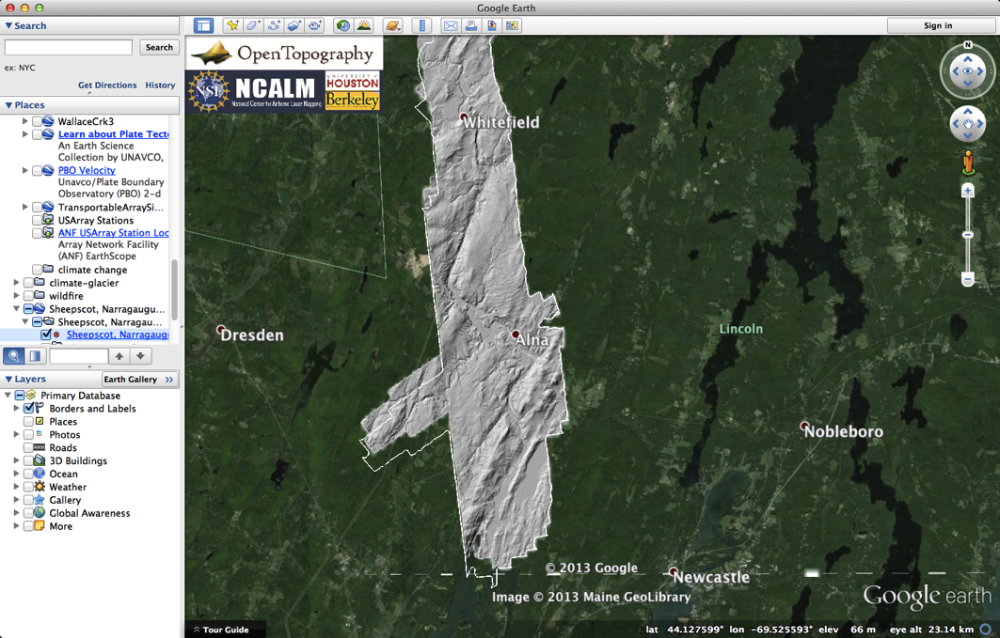 Google Earth
Search
Sign in
Search
ex: NYC
Get Directions History
Places
WallaceCrk3
Learn about Plate Tecto
An Earth Science
Collection by UNAVCO,
PBO Velocity
Unavco/Plate Boundary
Observatory (PBO) 2-d
TransportableArraySi...
USArray Stations
ANF USArray Station Loc
Array Network Facility
(ANF) EarthScope
climate change
climate-glacier
wildfire
Sheepscot, Narragaugu...
Sheepscot, Narragau...
Sheepscot, Narragaugu
Layers
Earth Gallery »
Primary Database
Borders and Labels
Places
Photos
Roads
3D Buildings
Ocean
Weather
Gallery
Global Awareness
More
OpenTopography
NSF
NCALM
National Center for Airborne Laser Mapping
UNIVERSITY of
HOUSTON
Berkeley
N
Whitefield
Lincoln
Dresden
Alna
Nobleboro
© 2013 Google
Newcastle
Image © 2013 Maine GeoLibrary
Google earth
Tour Guide
lat 44.127599° lon -69.525593° elev 66 m eye alt 23.14 km